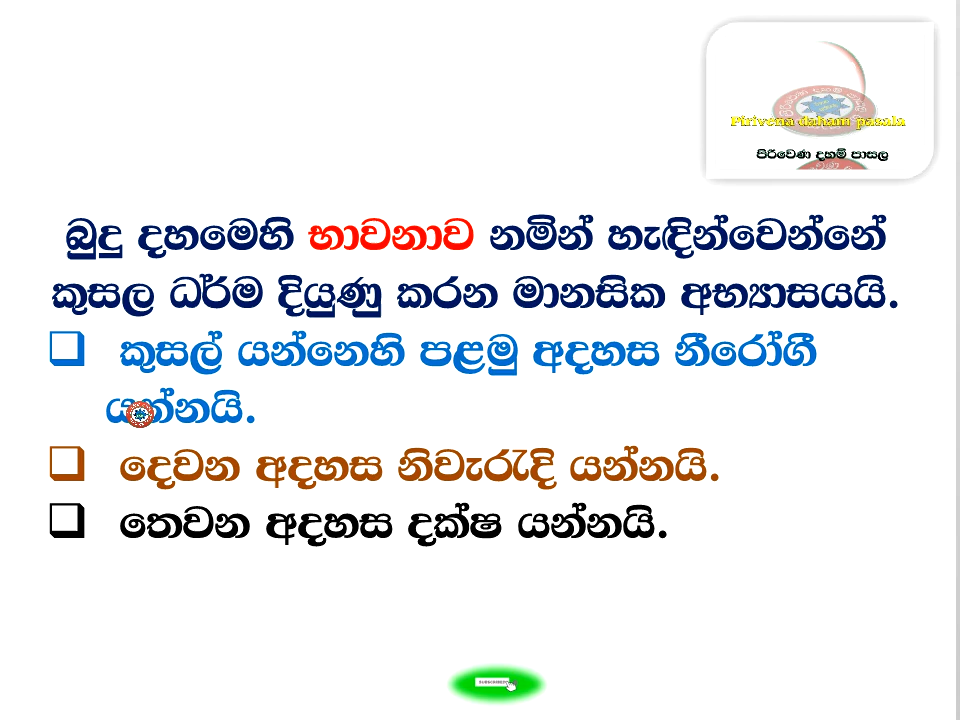 Pirivena daham pasala
පිරිවෙණ දහම් පාසල
බුදු දහමෙහි භාවනාව නමින් හැඳින්වෙන්නේ
කුසල ධර්ම දියුණු කරන මානසික අභ්‍යාසයයි.
කුසල් යන්නෙහි පළමු අදහස නීරෝගී
යන්නයි.
දෙවන අදහස නිවැරැදි යන්නයි.
තෙවන අදහස දක්ෂ යන්නයි.